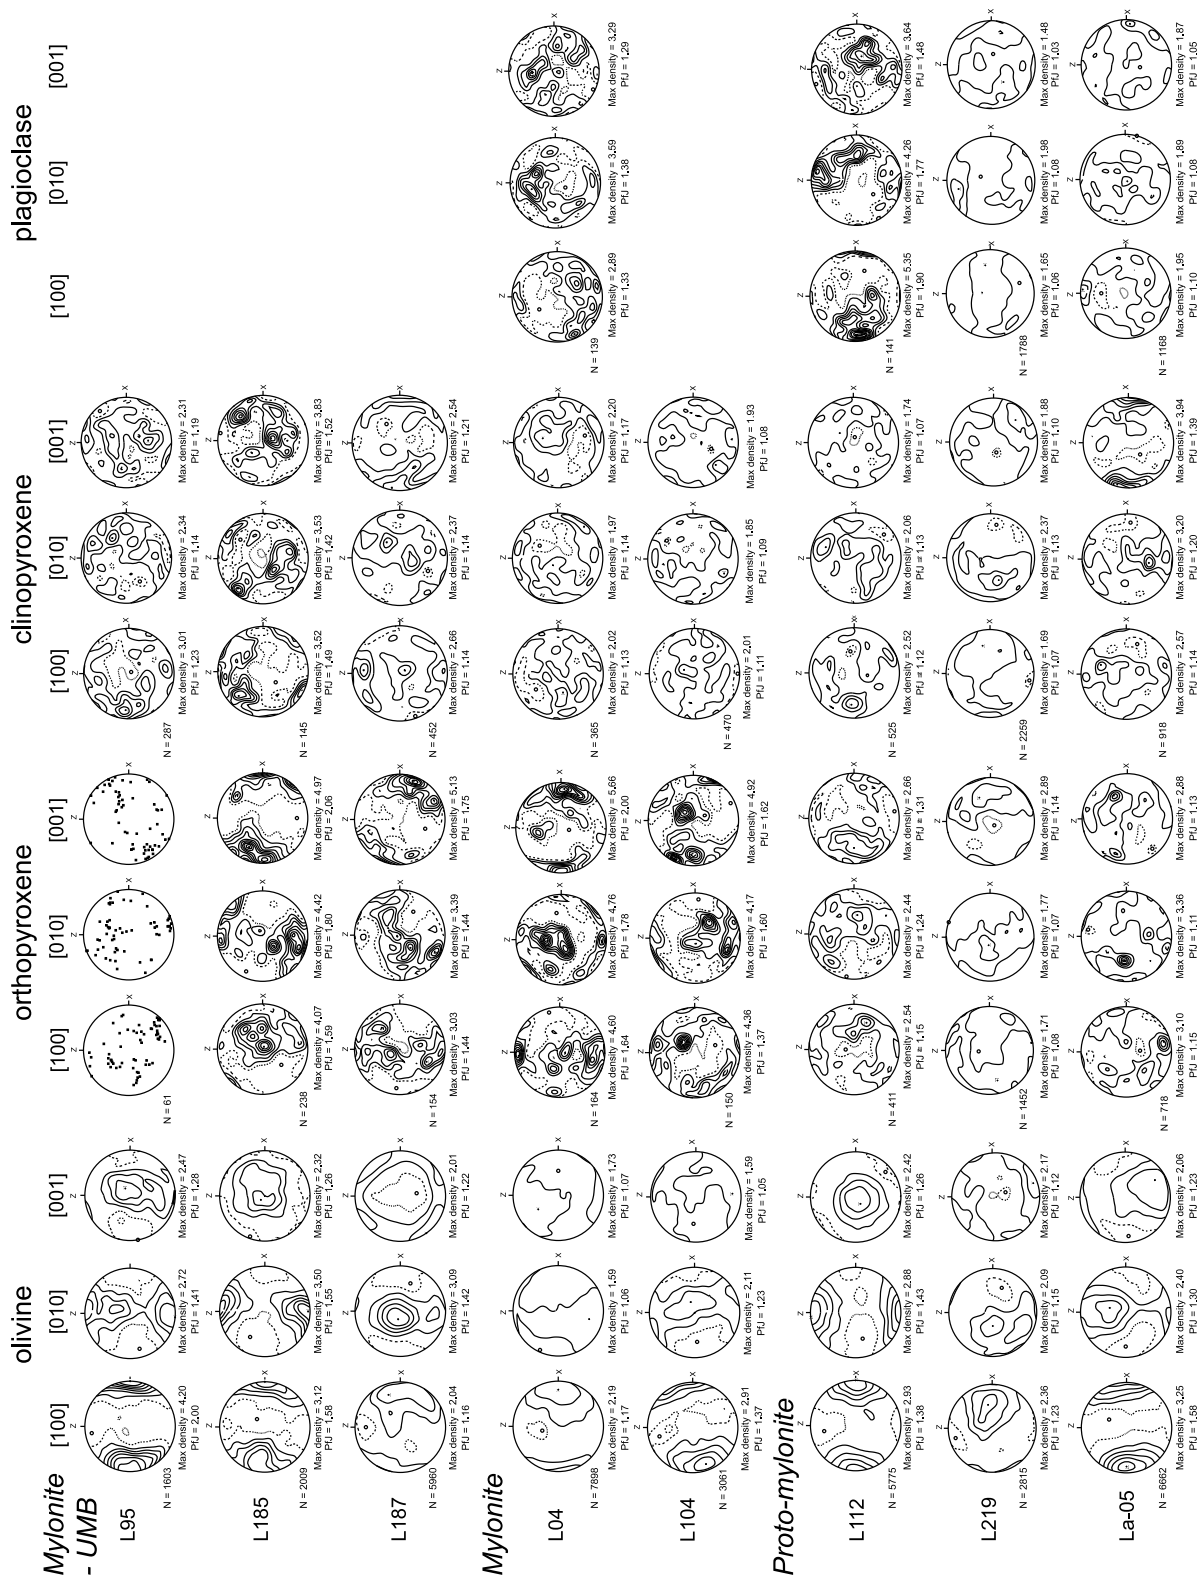 olivine orthopyroxene clinopyroxene plagioclase
[100] [010] [001] [100] [010] [001] [100] [010] [001] [100] [010] [001]
Mylonite
- UMB
Z Z Z Z Z Z Z Z Z
L95 X X X X X X X
N = 1603 N = 61 N = 287
Max density = 4.20 Max density = 2.72 Max density = 2.47 Max density = 3.01 Max density = 2.34 Max density = 2.31
PfJ = 2.00 PfJ = 1.41 PfJ = 1.28 PfJ = 1.23 PfJ = 1.14 PfJ = 1.19
Z Z Z Z Z Z Z Z Z
L185 X X X X X X X X X
N = 2009 N = 238 N = 145
Max density = 3.12 Max density = 3.50 Max density = 2.32 Max density = 4.07 Max density = 4.42 Max density = 4.97 Max density = 3.52 Max density = 3.53 Max density = 3.83
PfJ = 1.58 PfJ = 1.55 PfJ = 1.26 PfJ = 1.59 PfJ = 1.80 PfJ = 2.06 PfJ = 1.49 PfJ = 1.42 PfJ = 1.52
Z Z Z Z Z Z Z Z Z
L187 X X X X X X X X X
N = 5960 N = 154 N = 452
Max density = 2.04 Max density = 3.09 Max density = 2.01 Max density = 3.03 Max density = 3.39 Max density = 5.13 Max density = 2.66 Max density = 2.37 Max density = 2.54
PfJ = 1.16 PfJ = 1.42 PfJ = 1.22 PfJ = 1.44 PfJ = 1.44 PfJ = 1.75 PfJ = 1.14 PfJ = 1.14 PfJ = 1.21
Mylonite
Z Z Z Z Z Z Z Z Z Z Z Z
L04 X X X X X X X X X X X X
N = 7898 N = 164 N = 365 N = 139
Max density = 2.19 Max density = 1.59 Max density = 1.73 Max density = 4.60 Max density = 4.76 Max density = 5.66 Max density = 2.02 Max density = 1.97 Max density = 2.20 Max density = 2.89 Max density = 3.59 Max density = 3.29
PfJ = 1.17 PfJ = 1.06 PfJ = 1.07 PfJ = 1.64 PfJ = 1.78 PfJ = 2.00 PfJ = 1.13 PfJ = 1.14 PfJ = 1.17 PfJ = 1.33 PfJ = 1.38 PfJ = 1.29
Z Z Z Z Z Z Z Z Z
L104 X X X X X X X X X
N = 3061 N = 150 N = 470
Max density = 2.91 Max density = 2.11 Max density = 1.59 Max density = 4.36 Max density = 4.17 Max density = 4.92 Max density = 2.01 Max density = 1.85 Max density = 1.93
PfJ = 1.37 PfJ = 1.23 PfJ = 1.05 PfJ = 1.37 PfJ = 1.60 PfJ = 1.62 PfJ = 1.11 PfJ = 1.09 PfJ = 1.08
Proto-mylonite
Z Z Z Z Z Z Z Z Z Z Z Z
L112 X X X X X X X X X X X X
N = 5775 N = 411 N = 525 N = 141
Max density = 2.93 Max density = 2.88 Max density = 2.42 Max density = 2.54 Max density = 2.44 Max density = 2.66 Max density = 2.52 Max density = 2.06 Max density = 1.74 Max density = 5.35 Max density = 4.26 Max density = 3.64
PfJ = 1.38 PfJ = 1.43 PfJ = 1.26 PfJ = 1.15 PfJ = 1.24 PfJ = 1.31 PfJ = 1.12 PfJ = 1.13 PfJ = 1.07 PfJ = 1.90 PfJ = 1.77 PfJ = 1.48
Z Z Z Z Z Z Z Z Z Z Z Z
L219 X X X X X X X X X X X X
N = 2815 N = 1452 N = 2259 N = 1788
Max density = 2.36 Max density = 2.09 Max density = 2.17 Max density = 1.71 Max density = 1.77 Max density = 2.89 Max density = 1.69 Max density = 2.37 Max density = 1.88 Max density = 1.65 Max density = 1.98 Max density = 1.48
PfJ = 1.23 PfJ = 1.15 PfJ = 1.12 PfJ = 1.08 PfJ = 1.07 PfJ = 1.14 PfJ = 1.07 PfJ = 1.13 PfJ = 1.10 PfJ = 1.06 PfJ = 1.08 PfJ = 1.03
Z Z Z Z Z Z Z Z Z Z Z Z
La-05 X X X X X X X X X X X X
N = 6662 N = 718 N = 918 N = 1168
Max density = 3.25 Max density = 2.40 Max density = 2.06 Max density = 3.10 Max density = 3.36 Max density = 2.88 Max density = 2.57 Max density = 3.20 Max density = 3.94 Max density = 1.95 Max density = 1.89 Max density = 1.87
PfJ = 1.58 PfJ = 1.30 PfJ = 1.23 PfJ = 1.15 PfJ = 1.11 PfJ = 1.13 PfJ = 1.14 PfJ = 1.20 PfJ = 1.39 PfJ = 1.10 PfJ = 1.08 PfJ = 1.05